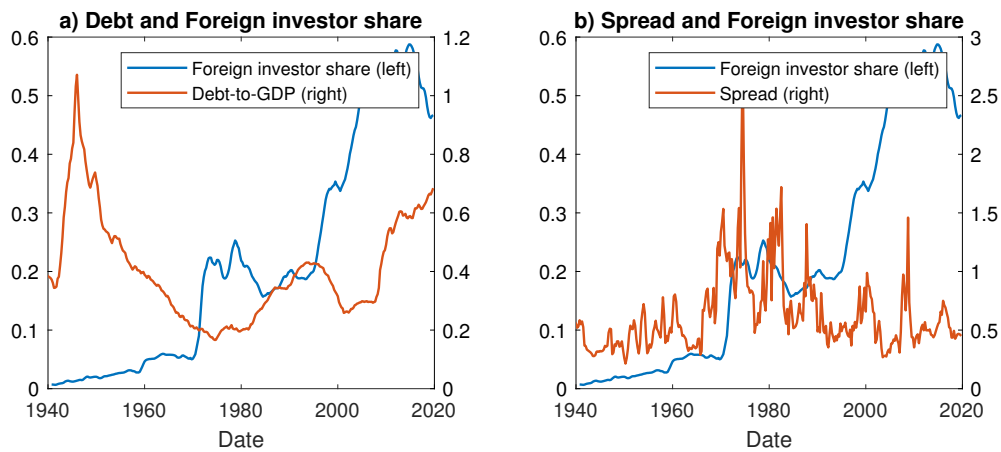 a) Debt and Foreign investor share
0.6
0.5
0.4
0.3
0.2
0.1
0
1.2
1
0.8
0.6
0.4
0.2
0
Foreign investor share (left)
Debt-to-GDP (right)
1940 1960 1980 2000 2020
Date
b) Spread and Foreign investor share
0.6
0.5
0.4
0.3
0.2
0.1
0
3
2.5
2
1.5
1
0.5
0
Foreign investor share (left)
Spread (right)
1940 1960 1980 2000 2020
Date